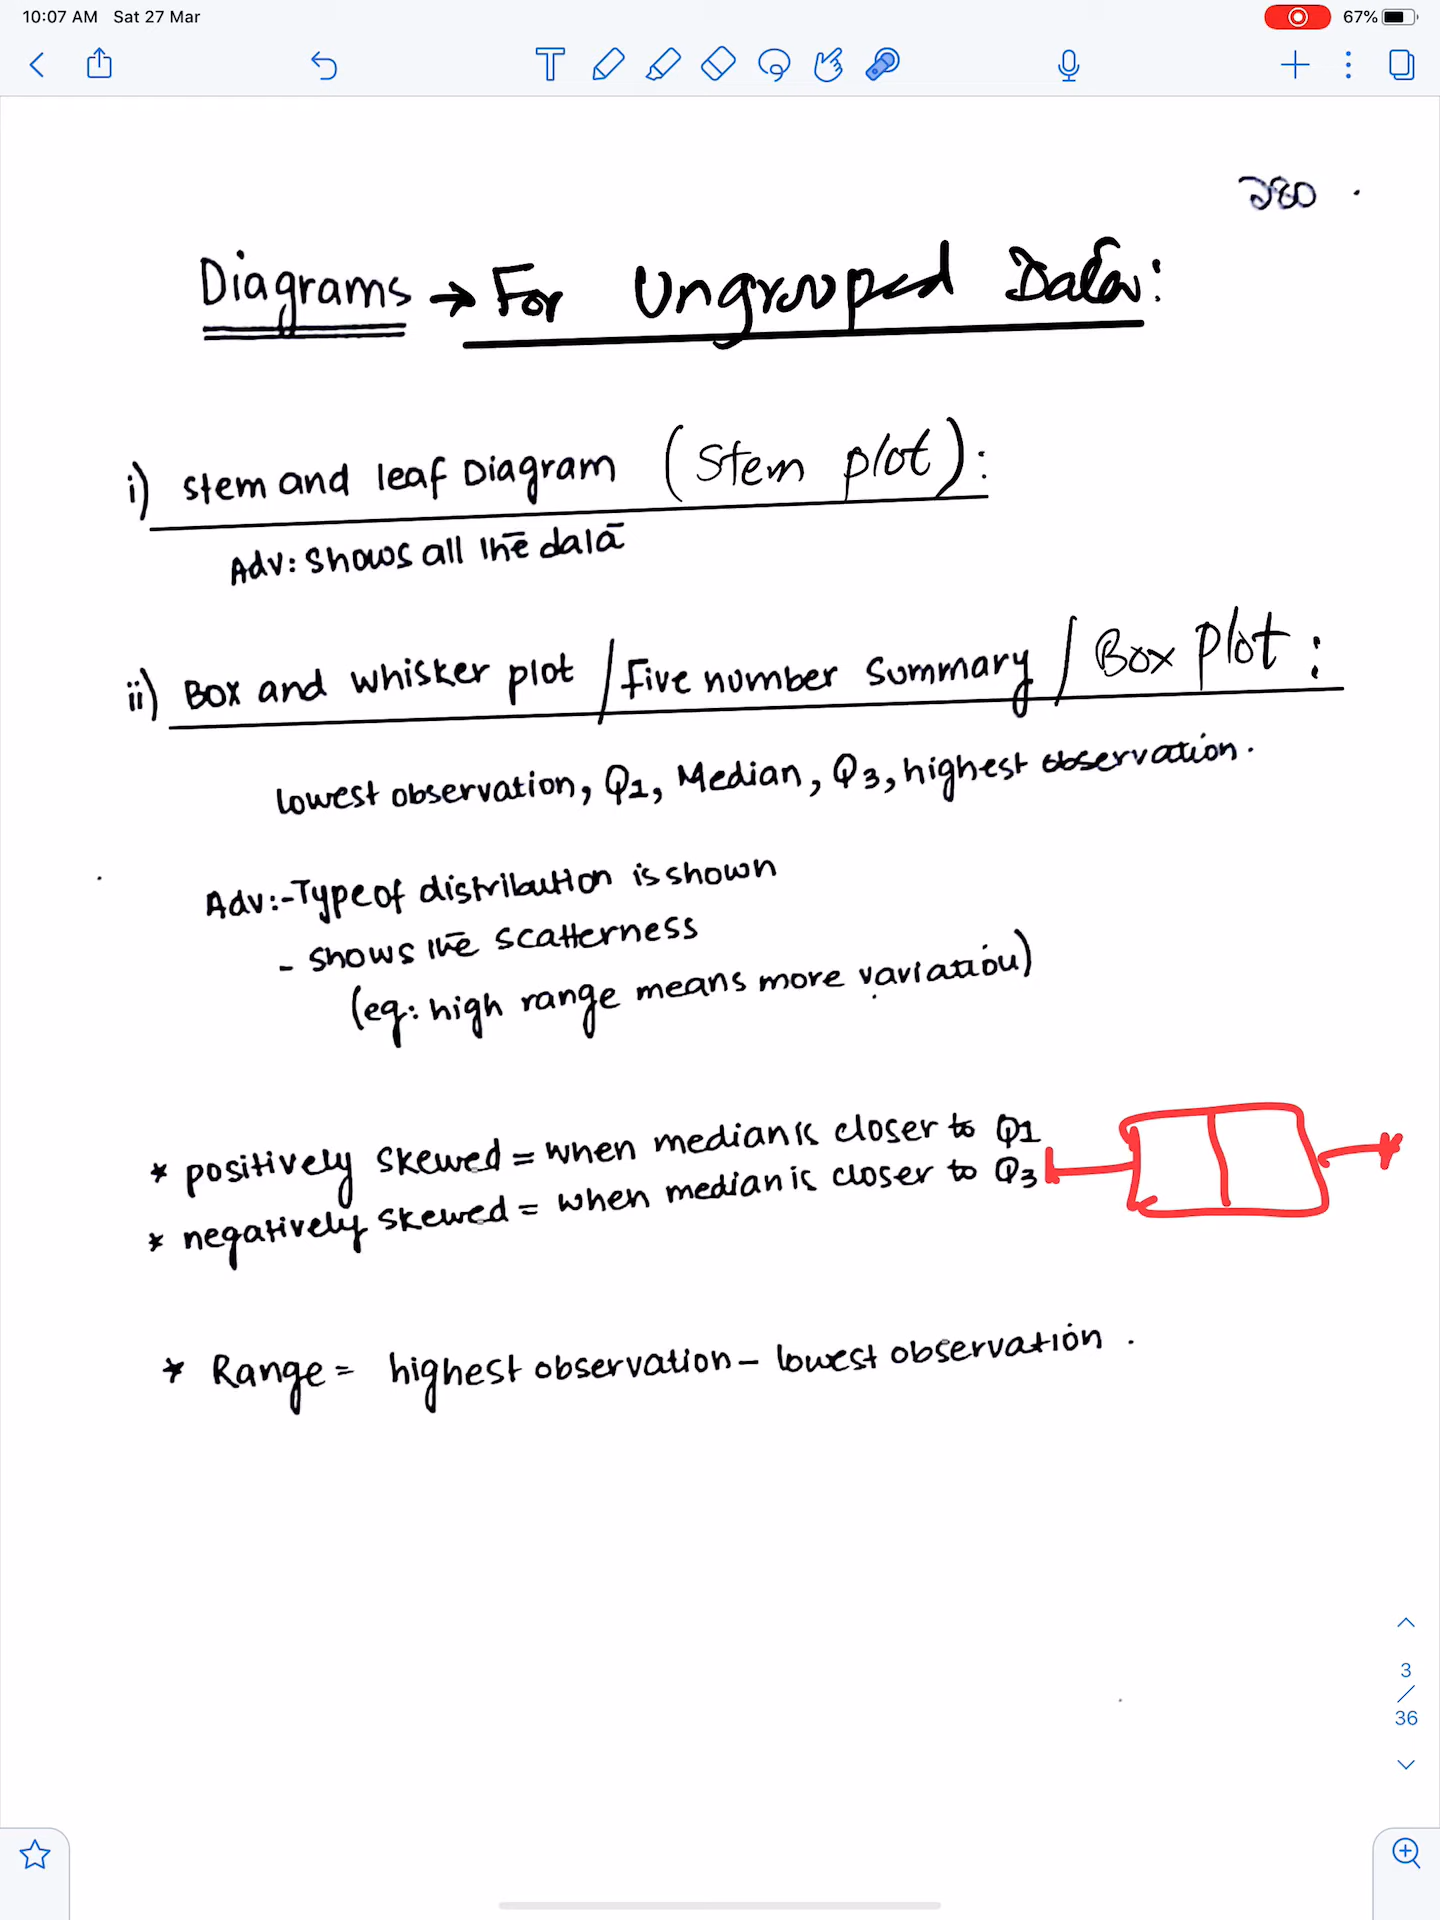 10:07 AM Sat 27 Mar
67%
Diagrams → For Ungrouped Data:
i) stem and leaf Diagram (Stem plot):
Adv: Shows all the data
ii) Box and whisker plot / five number summary / Box plot:
lowest observation, Q1, Median, Q3, highest observation.
Adv:-Type of distribution is shown
- shows the scatterness
(eg: high range means more variation)
* positively skewed = when median is closer to Q1
* negatively skewed = when median is closer to Q3
* Range = highest observation - lowest observation.
3
/
36